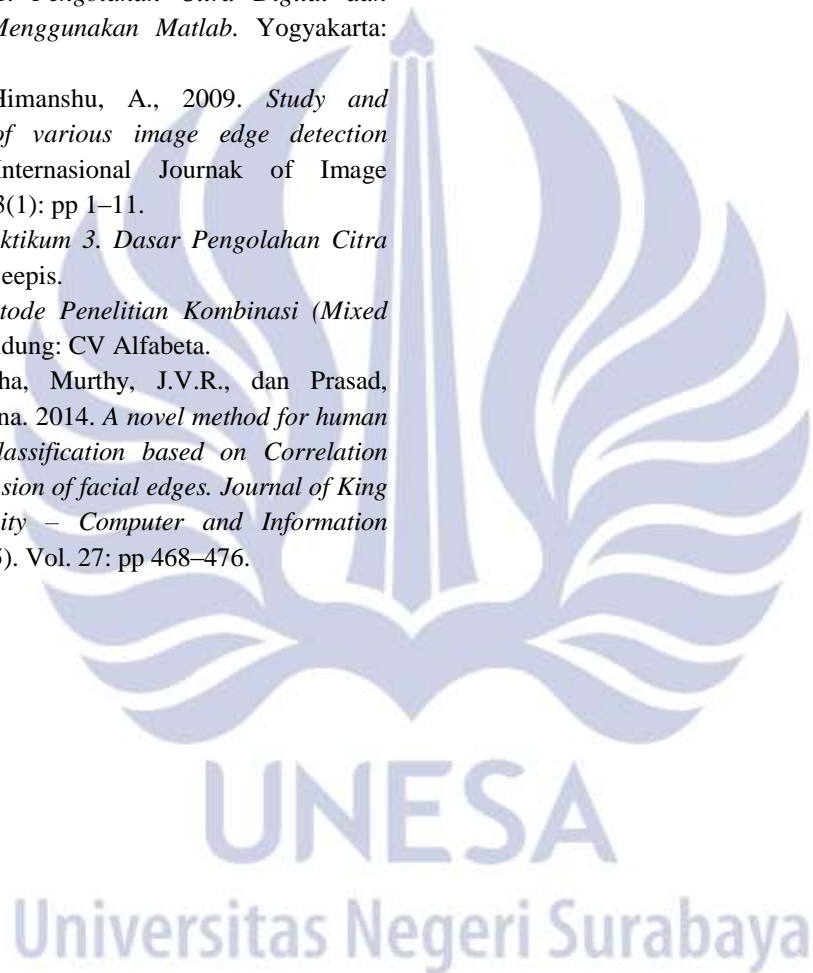 Pengolahan Citra Digital dan
Menggunakan Matlab. Yogyakarta:
Himanshu, A., 2009. Study and
of various image edge detection
Internasional Journak of Image
3(1): pp 1–11.
aktikum 3. Dasar Pengolahan Citra
eepis.
tode Penelitian Kombinasi (Mixed
ndung: CV Alfabeta.
ha, Murthy, J.V.R., dan Prasad,
na. 2014. A novel method for human
lassification based on Correlation
sion of facial edges. Journal of King
ity – Computer and Information
5). Vol. 27: pp 468–476.
UNESA
Universitas Negeri Surabaya